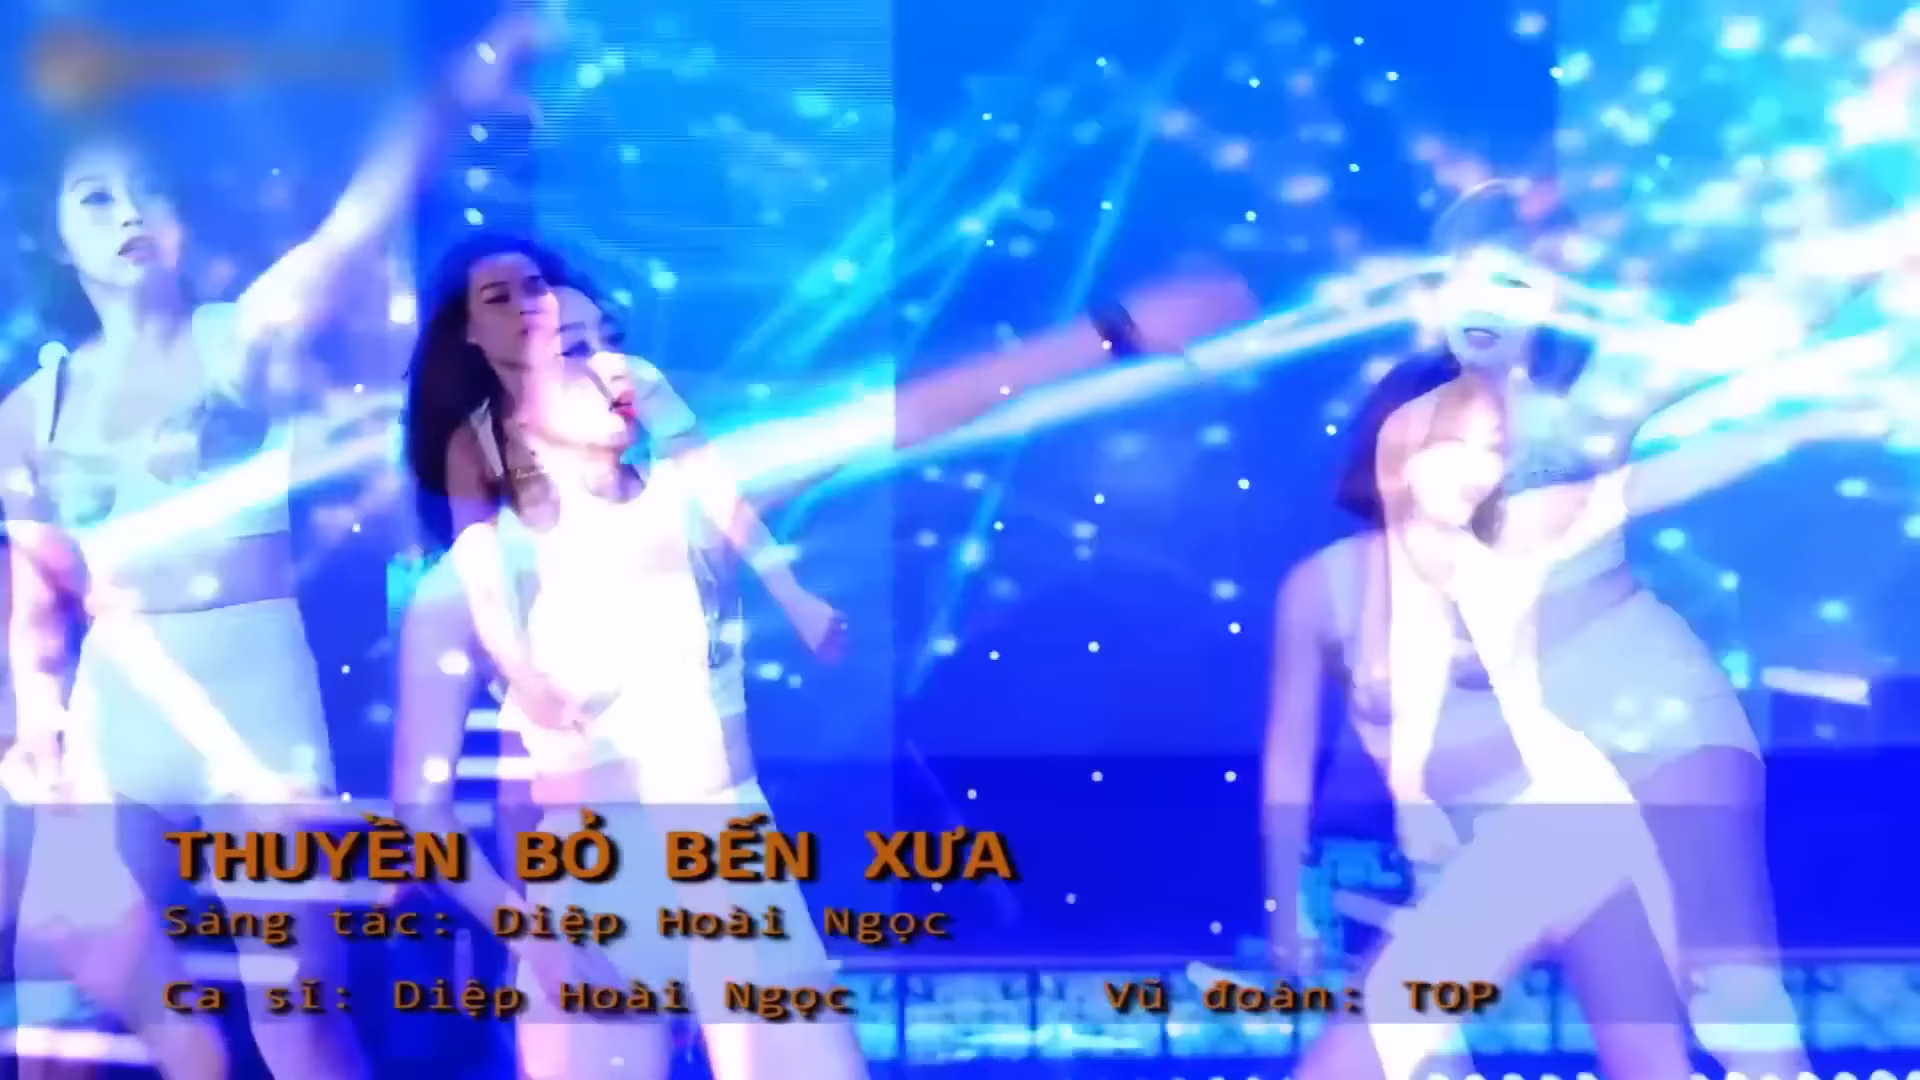 THUYỀN BỎ BẾN XƯA
Sáng tác: Diệp Hoài Ngọc
Ca sĩ: Diệp Hoài Ngọc Vũ đoàn: TOP